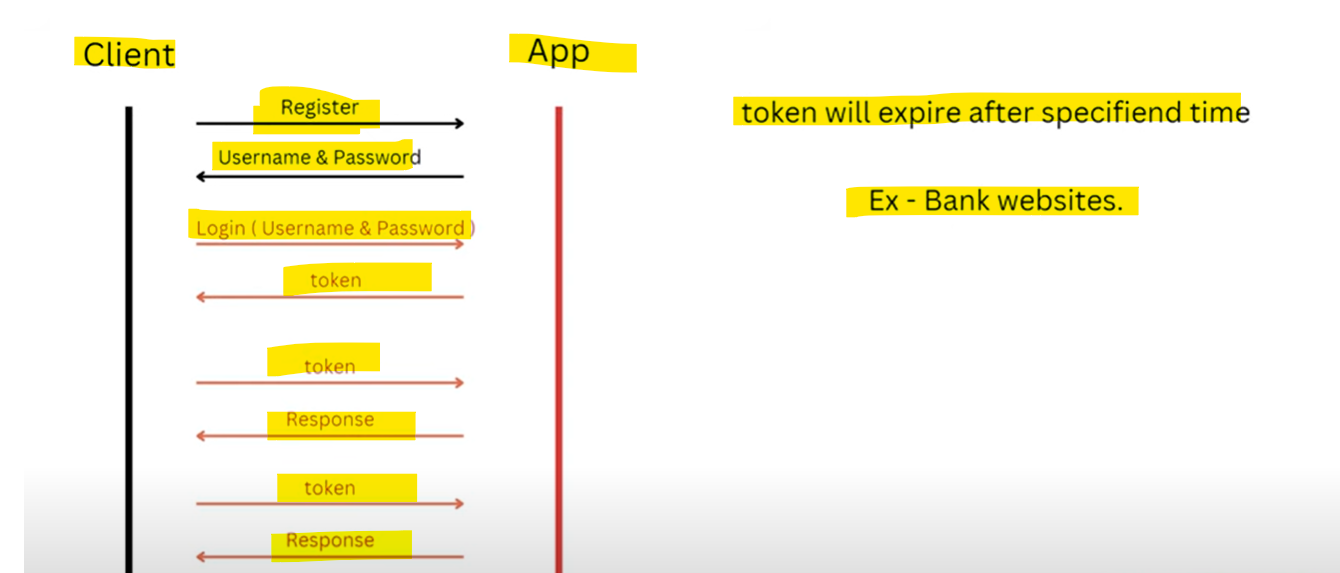 Client
App
Register
Username & Password
Login ( Username & Password )
token
token
Response
token
Response
token will expire after specifiend time
Ex - Bank websites.